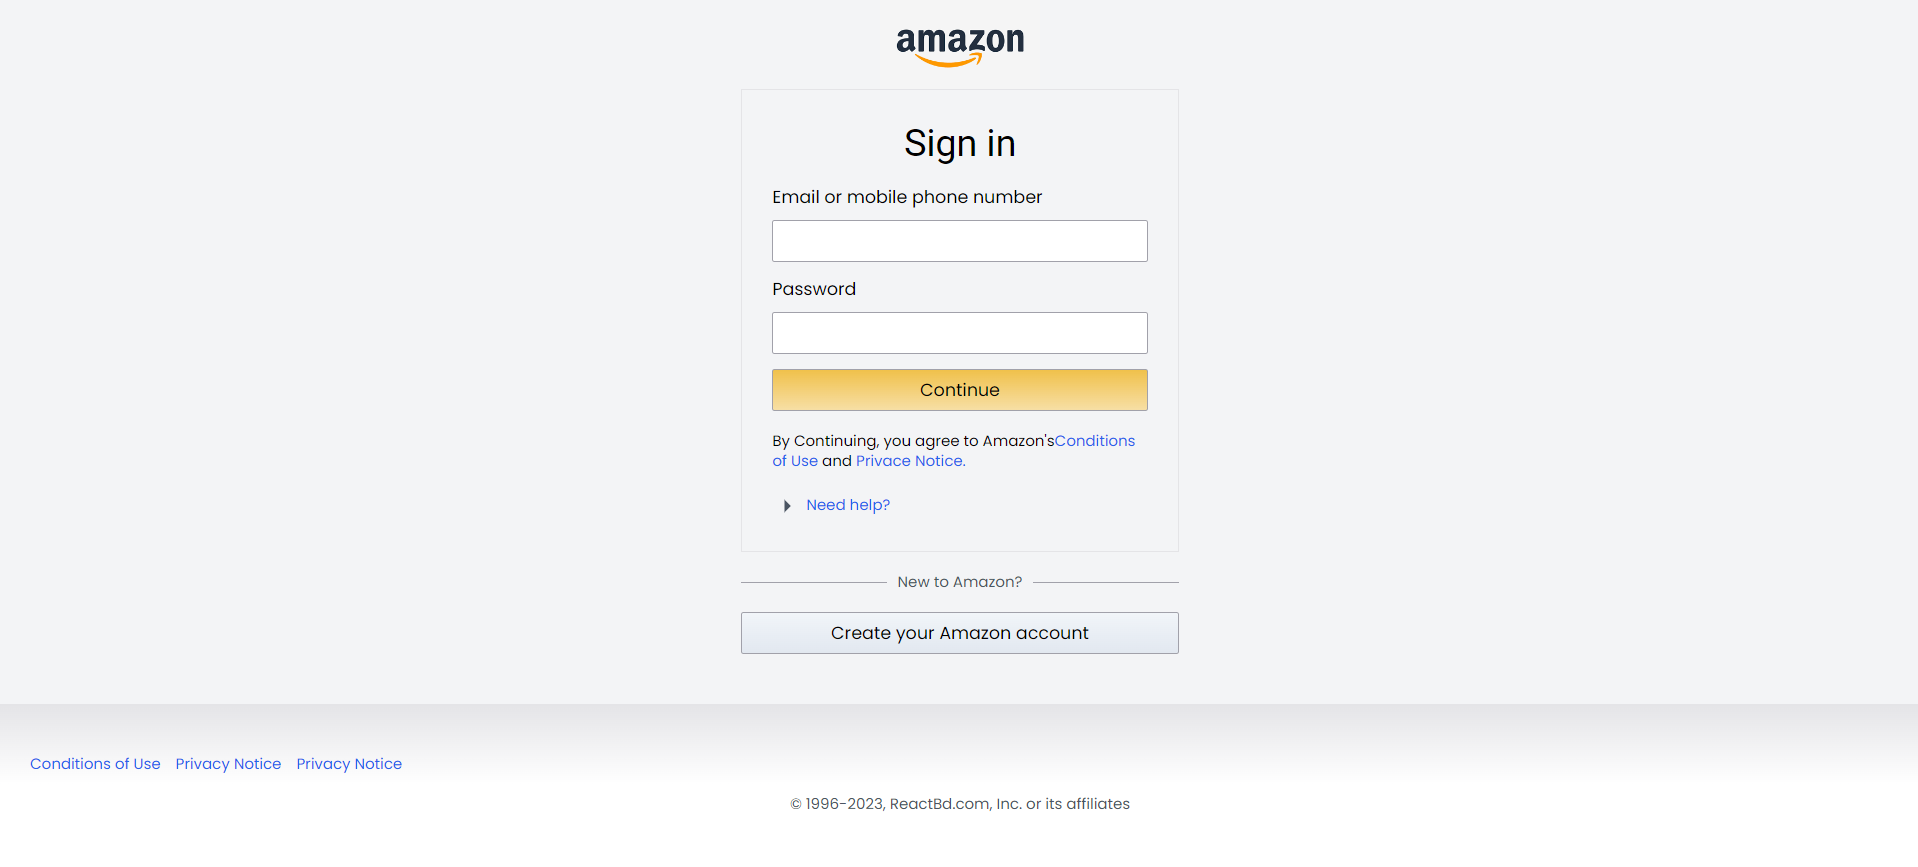 amazon
Sign in
Email or mobile phone number
Password
Continue
By Continuing, you agree to Amazon'sConditions
of Use and Privace Notice.
Need help?
New to Amazon?
Create your Amazon account
Conditions of Use Privacy Notice Privacy Notice
© 1996-2023, ReactBd.com, Inc. or its affiliates